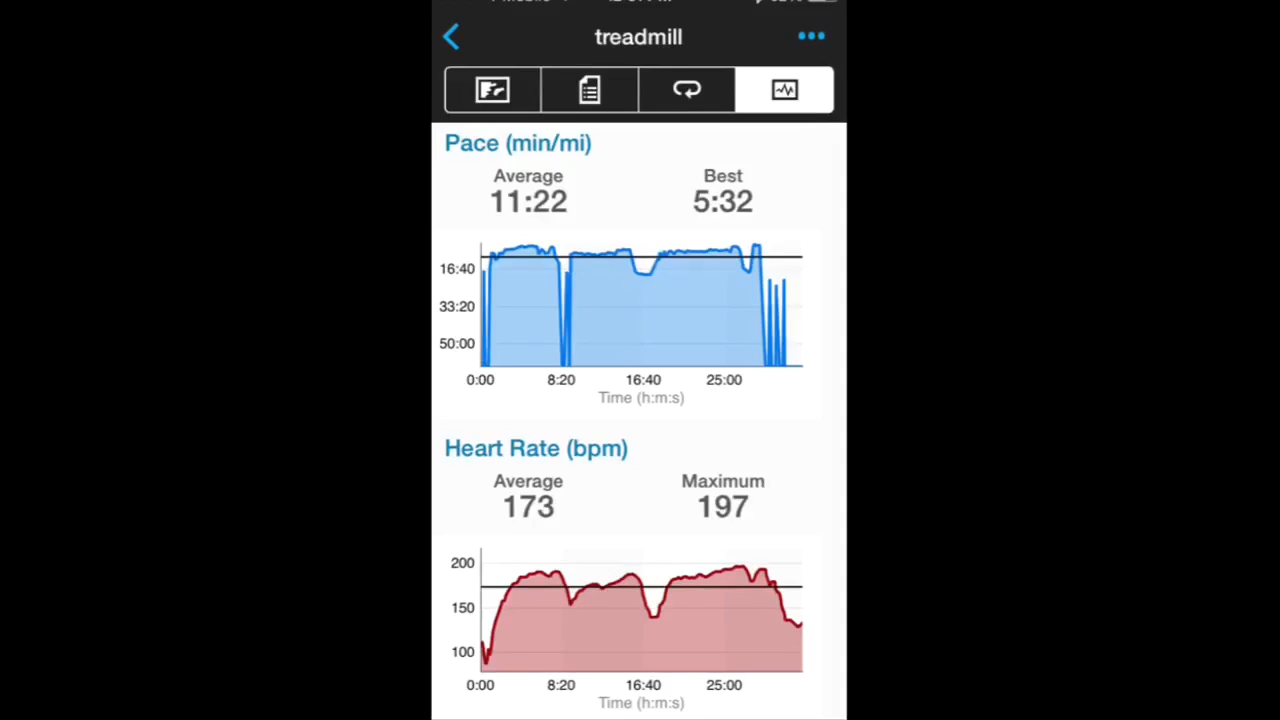 treadmill
Pace (min/mi)
Average Best
11:22 5:32
16:40
33:20
50:00
0:00 8:20 16:40 25:00
Time (h:m:s)
Heart Rate (bpm)
Average Maximum
173 197
200
150
100
0:00 8:20 16:40 25:00
Time (h:m:s)